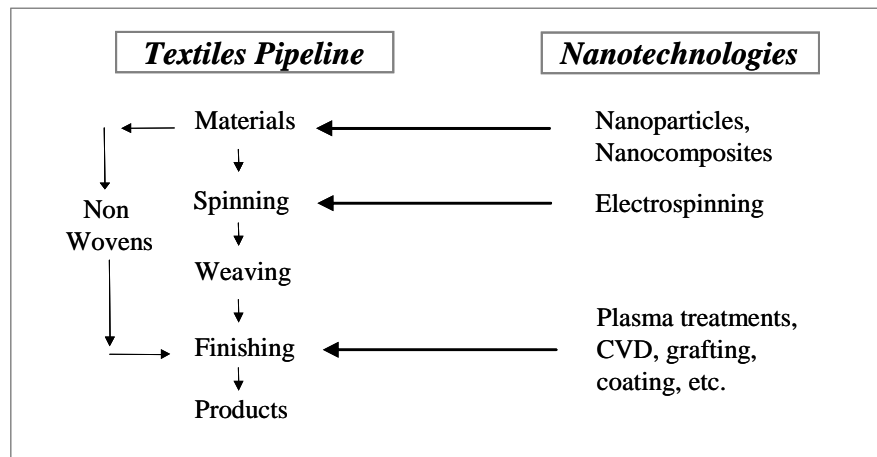 Textiles Pipeline
Nanotechnologies
Materials
Nanoparticles,
Nanocomposites
Spinning
Electrospinning
Non
Wovens
Weaving
Finishing
Plasma treatments,
CVD, grafting,
coating, etc.
Products